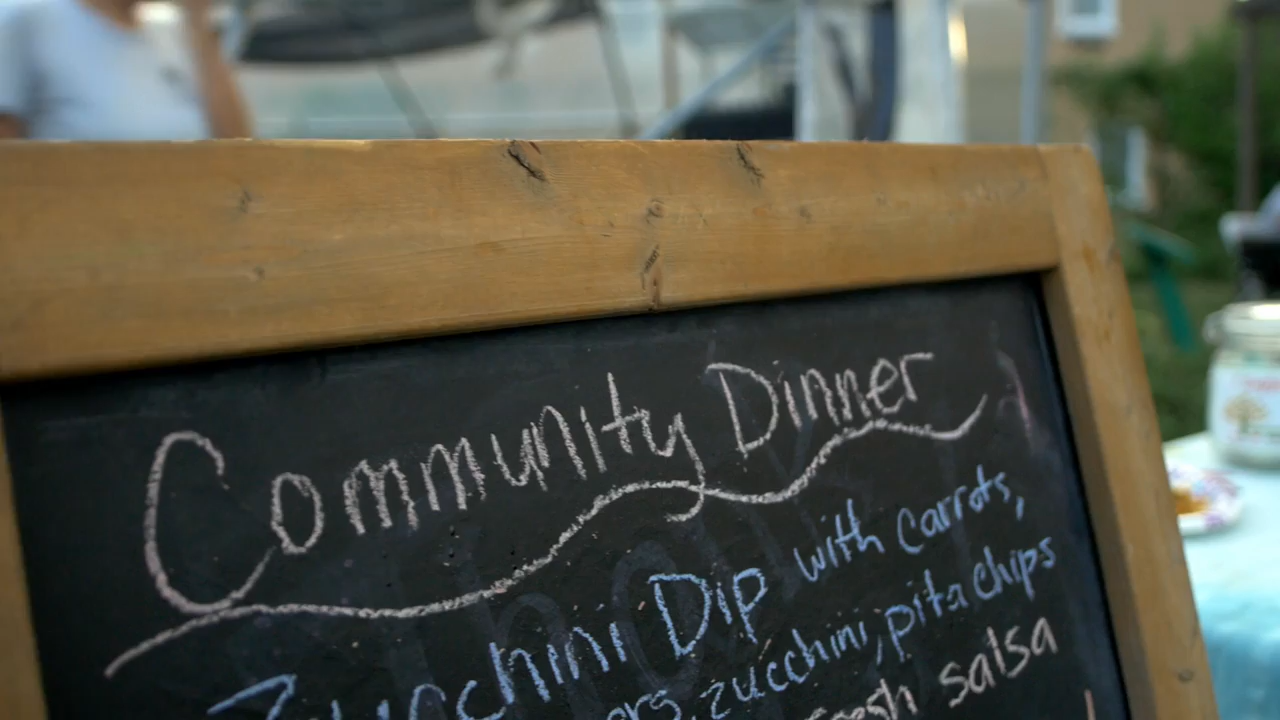 Community Dinner
Zucchini Dip with Carrots,
zucchini, pita chips
salsa